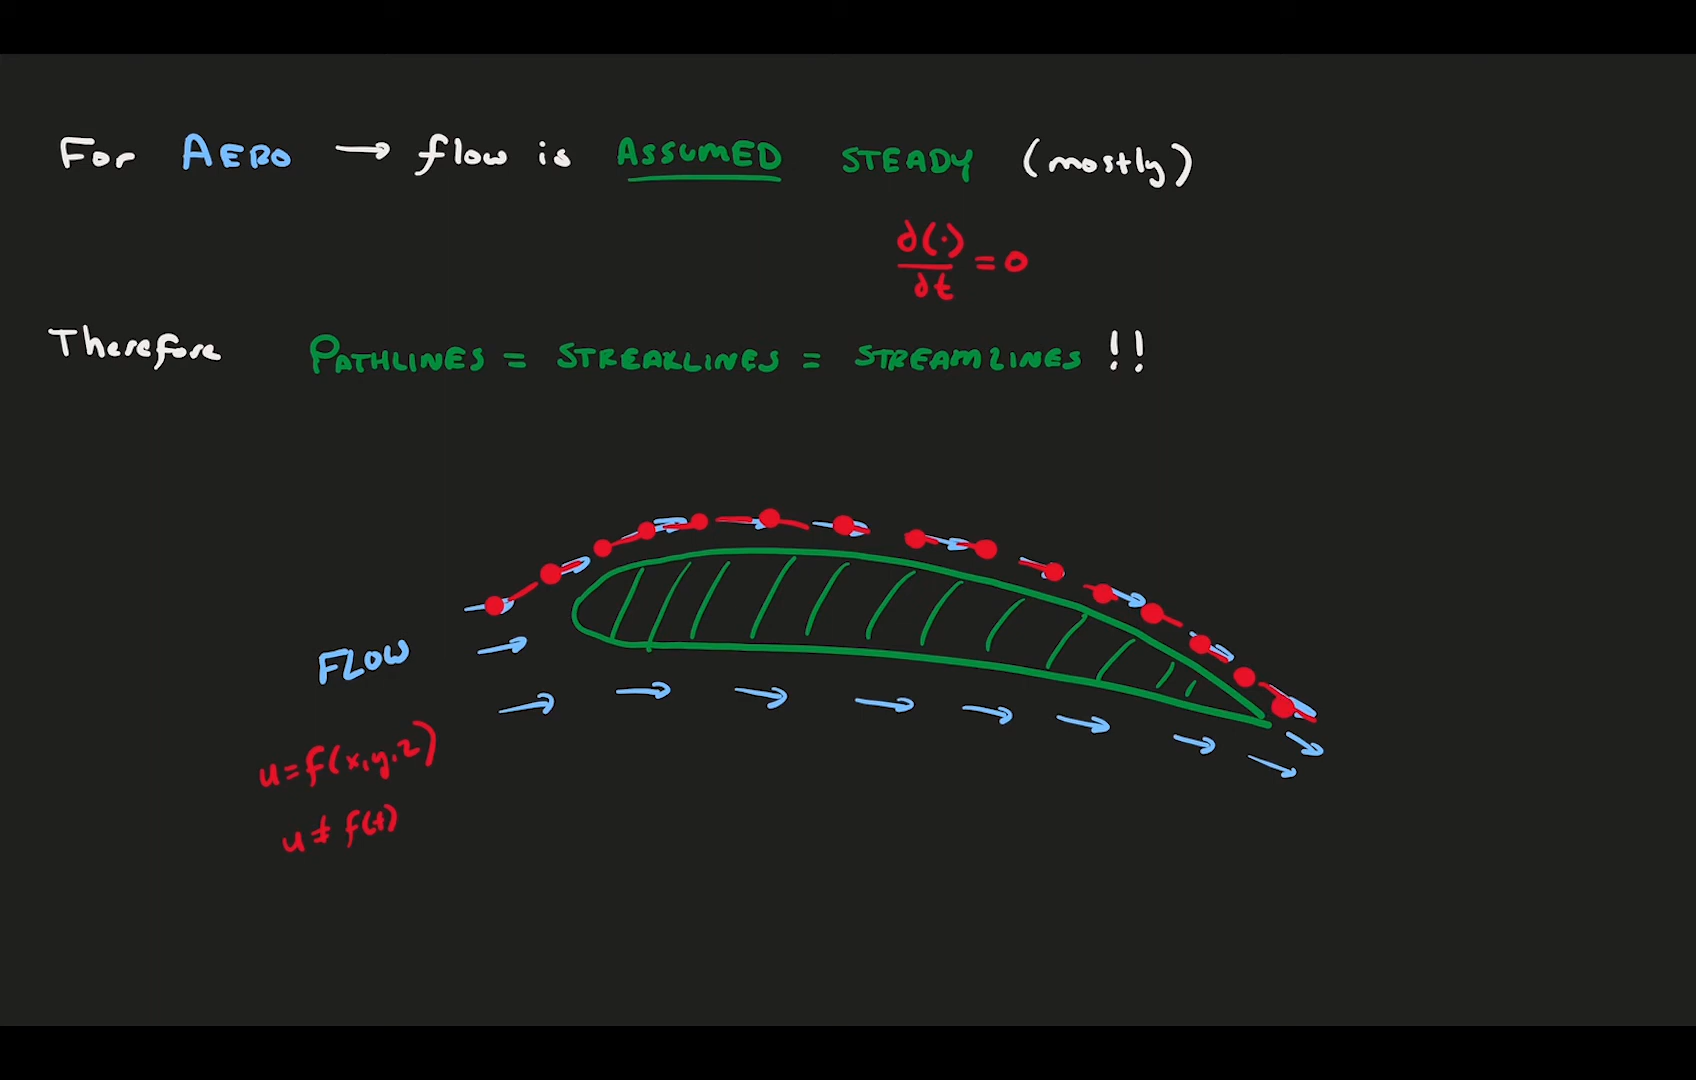 For AERO → flow is ASSUMED STEADY (mostly)
∂(·)/∂t = 0
Therefore PATHLINES = STREAKLINES = STREAMLINES !!
FLOW
u = f(x,y,z)
u ≠ f(t)